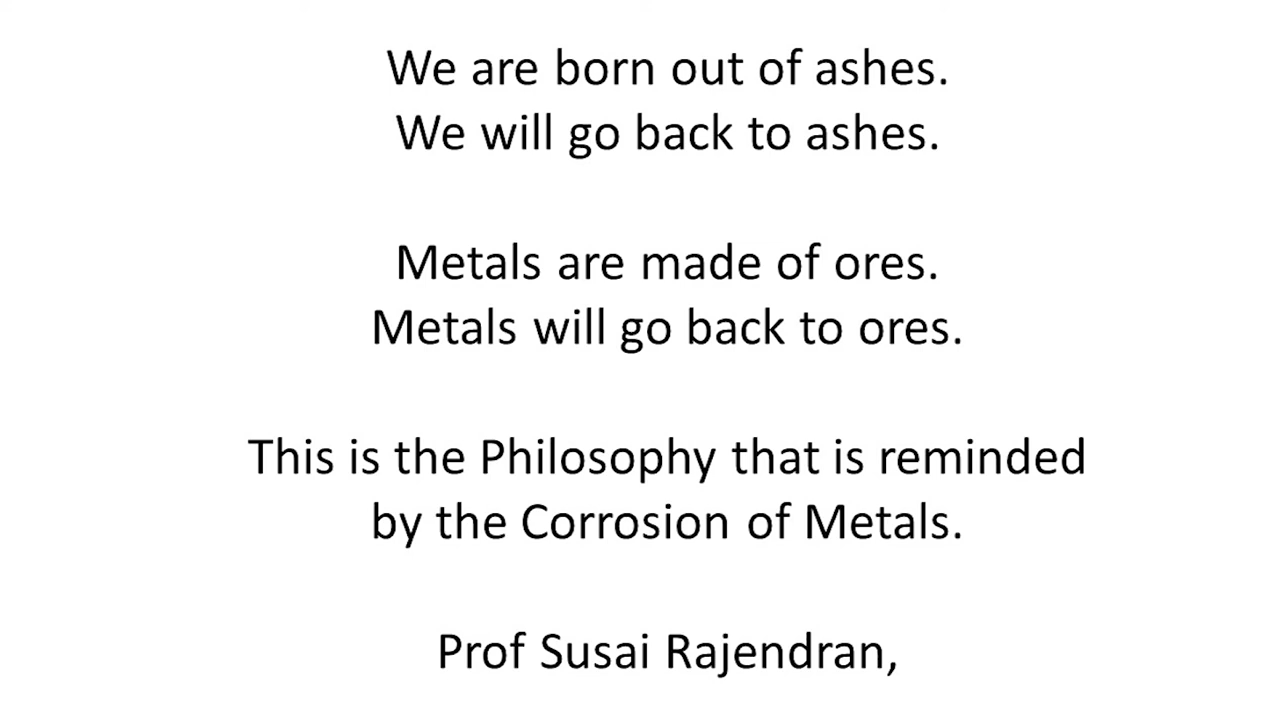 We are born out of ashes.
We will go back to ashes.
Metals are made of ores.
Metals will go back to ores.
This is the Philosophy that is reminded
by the Corrosion of Metals.
Prof Susai Rajendran,